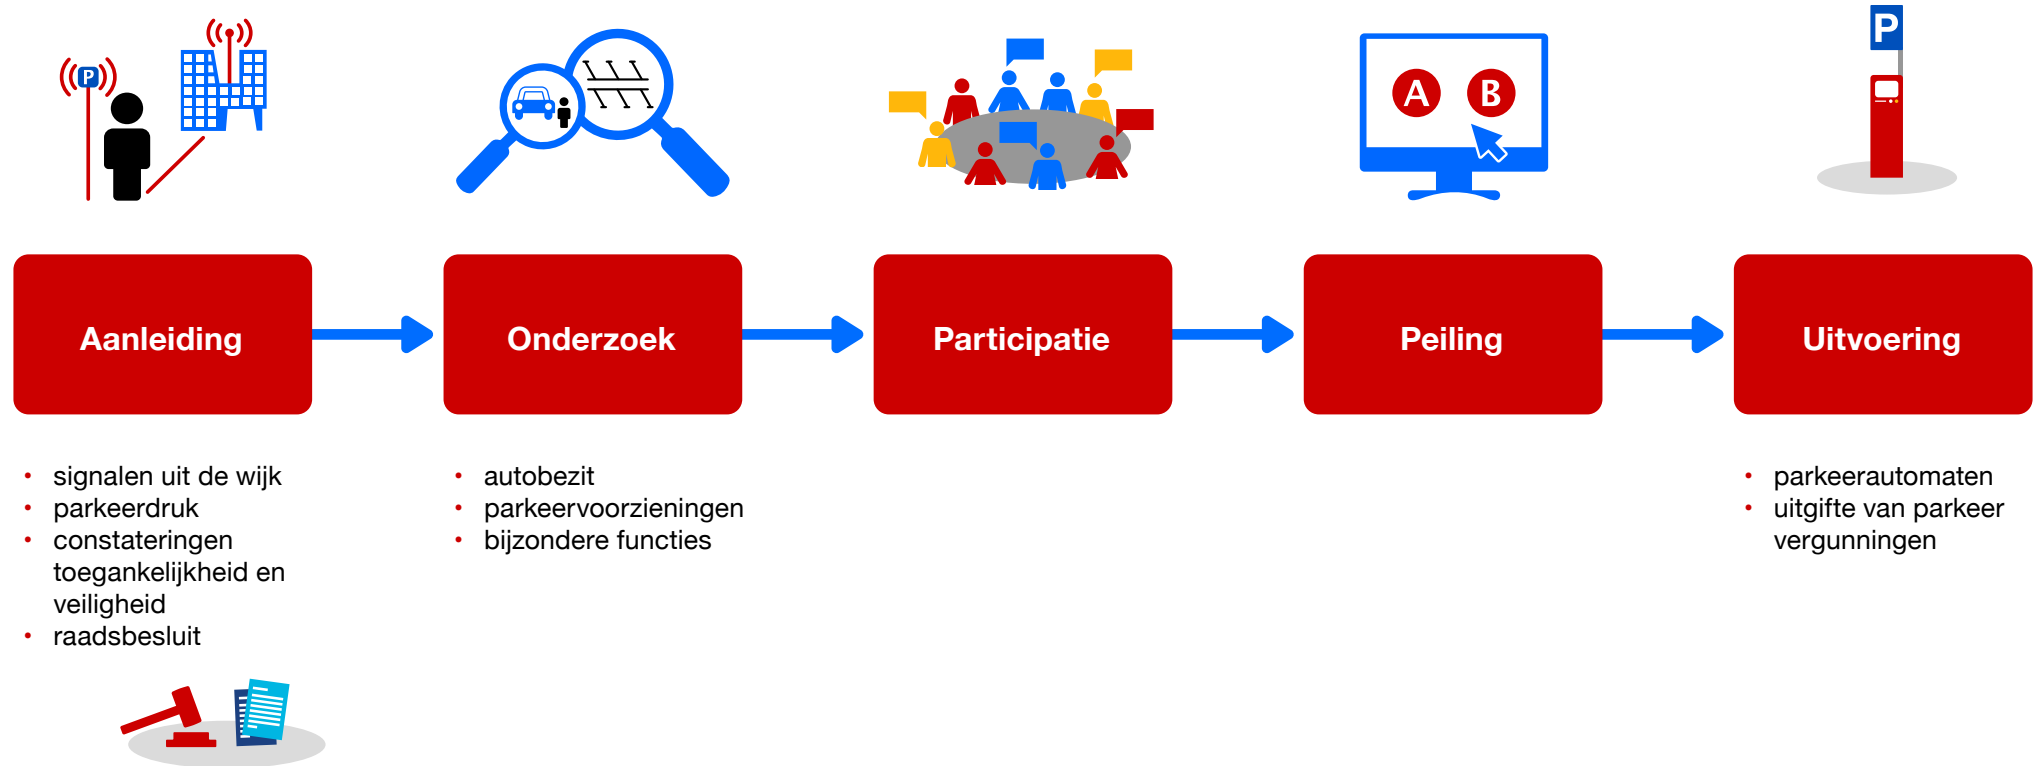 P
A B
P
Aanleiding
Onderzoek
Participatie
Peiling
Uitvoering
• signalen uit de wijk
• parkeerdruk
• constateringen
toegankelijkheid en
veiligheid
• raadsbesluit
• autobezit
• parkeervoorzieningen
• bijzondere functies
• parkeerautomaten
• uitgifte van parkeer
vergunningen